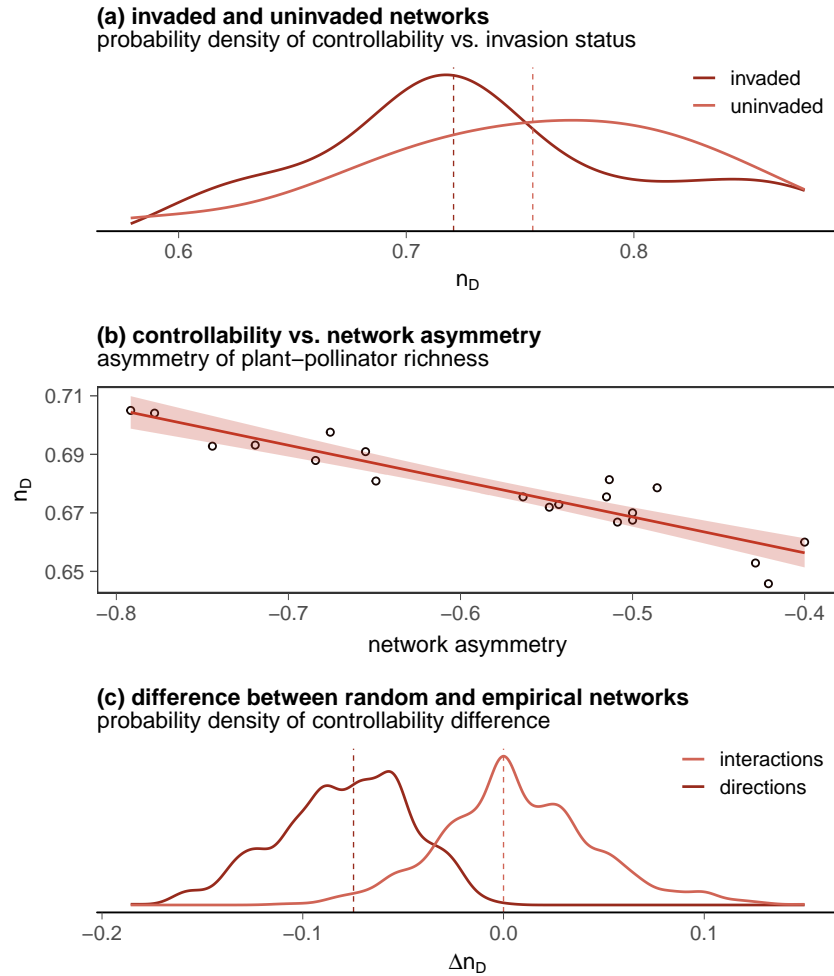 (a) invaded and uninvaded networks
probability density of controllability vs. invasion status
invaded
uninvaded
0.6 0.7 0.8
n_D
(b) controllability vs. network asymmetry
asymmetry of plant−pollinator richness
0.71
0.69
0.67
0.65
n_D
−0.8 −0.7 −0.6 −0.5 −0.4
network asymmetry
(c) difference between random and empirical networks
probability density of controllability difference
interactions
directions
−0.2 −0.1 0.0 0.1
Δn_D